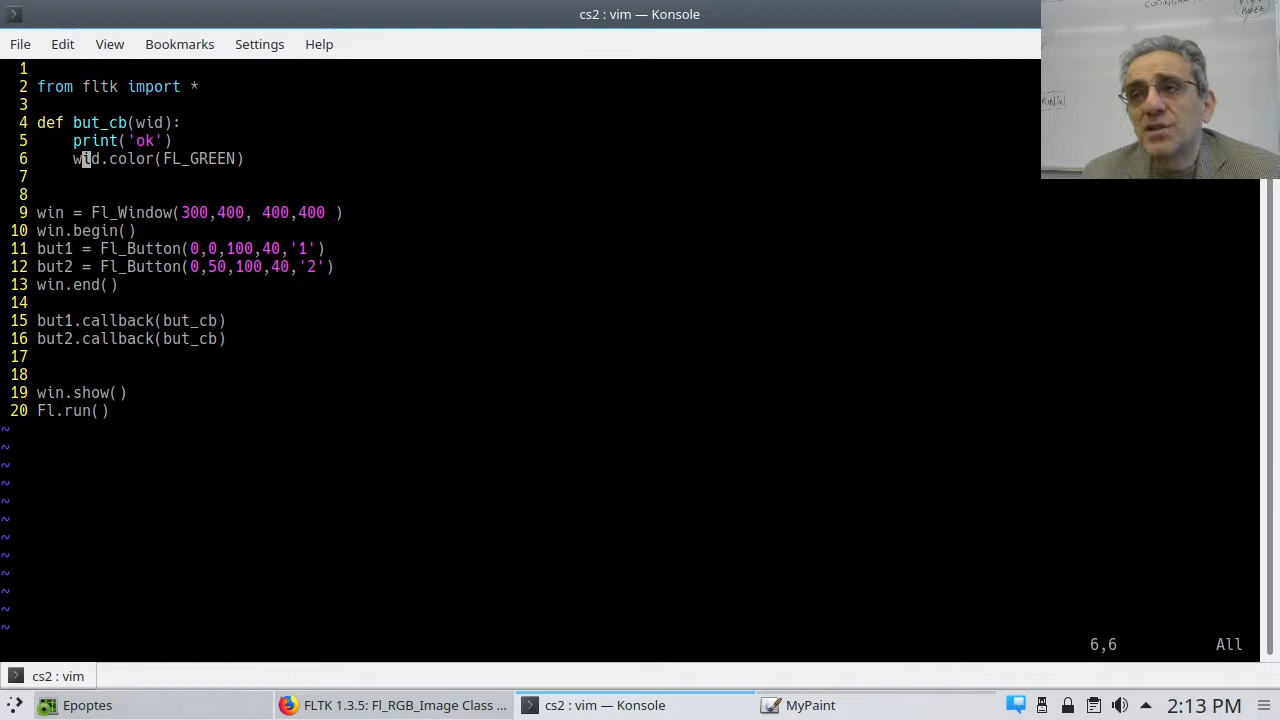 cs2 : vim — Konsole
File Edit View Bookmarks Settings Help
1
2 from fltk import *
3
4 def but_cb(wid):
5     print('ok')
6     wid.color(FL_GREEN)
7
8
9 win = Fl_Window(300,400, 400,400 )
10 win.begin()
11 but1 = Fl_Button(0,0,100,40,'1')
12 but2 = Fl_Button(0,50,100,40,'2')
13 win.end()
14
15 but1.callback(but_cb)
16 but2.callback(but_cb)
17
18
19 win.show()
20 Fl.run()
~
~
~
~
~
~
~
~
~
~
~
~
6,6 All
cs2 : vim
Epoptes FLTK 1.3.5: Fl_RGB_Image Class ... cs2 : vim — Konsole MyPaint 2:13 PM